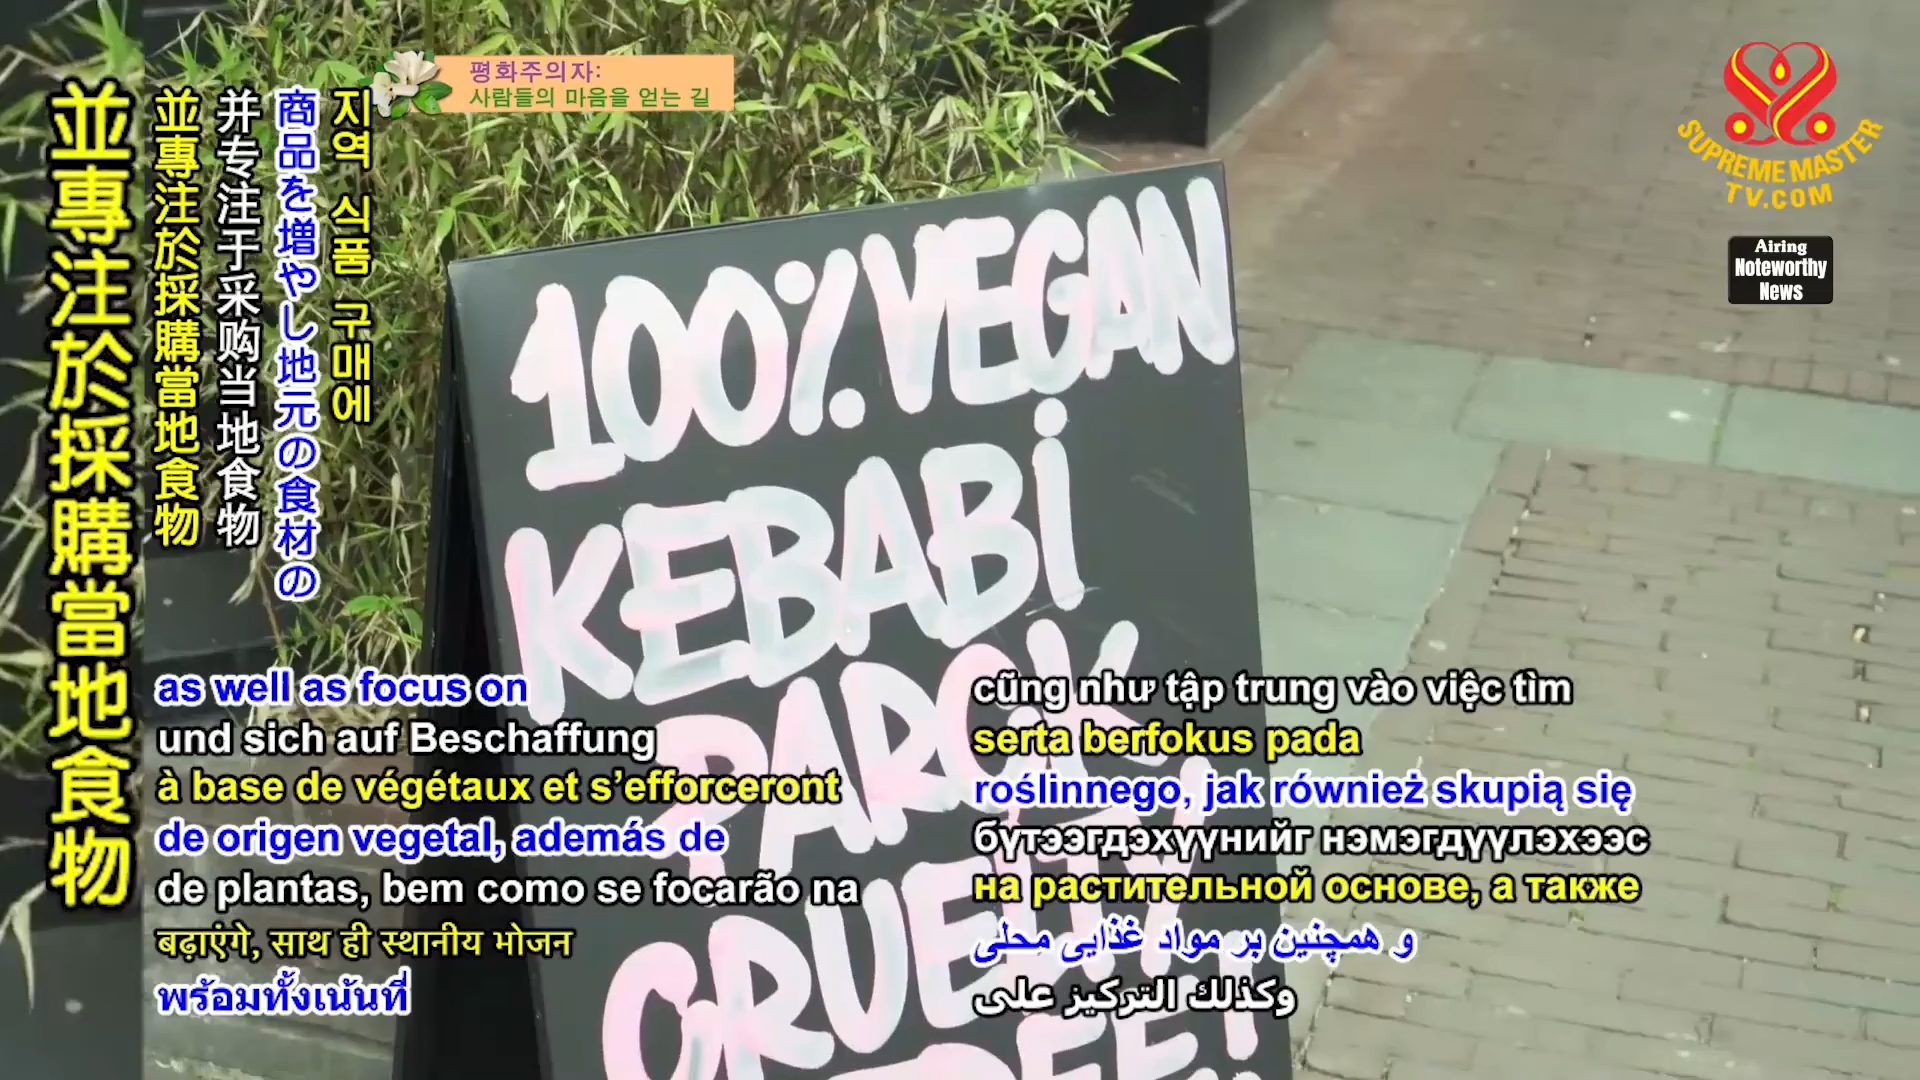 평화주의자:
사람들의 마음을 얻는 길
SUPREME MASTER
TV.COM
Airing
Noteworthy
News
並專注於採購當地食物
並專注於採購當地食物
并专注于采购当地食物
商品を増やし地元の食材の
지역 식품 구매에
100% VEGAN
KEBABi
CRUELTY
as well as focus on
und sich auf Beschaffung
à base de végétaux et s’efforceront
de origen vegetal, además de
de plantas, bem como se focarão na
बढ़ाएंगे, साथ ही स्थानीय भोजन
พร้อมทั้งเน้นที่
cũng như tập trung vào việc tìm
serta berfokus pada
roślinnego, jak również skupią się
бүтээгдэхүүнийг нэмэгдүүлэхээс
на растительной основе, а также
و همچنین بر مواد غذایی محلی
وكذلك التركيز على